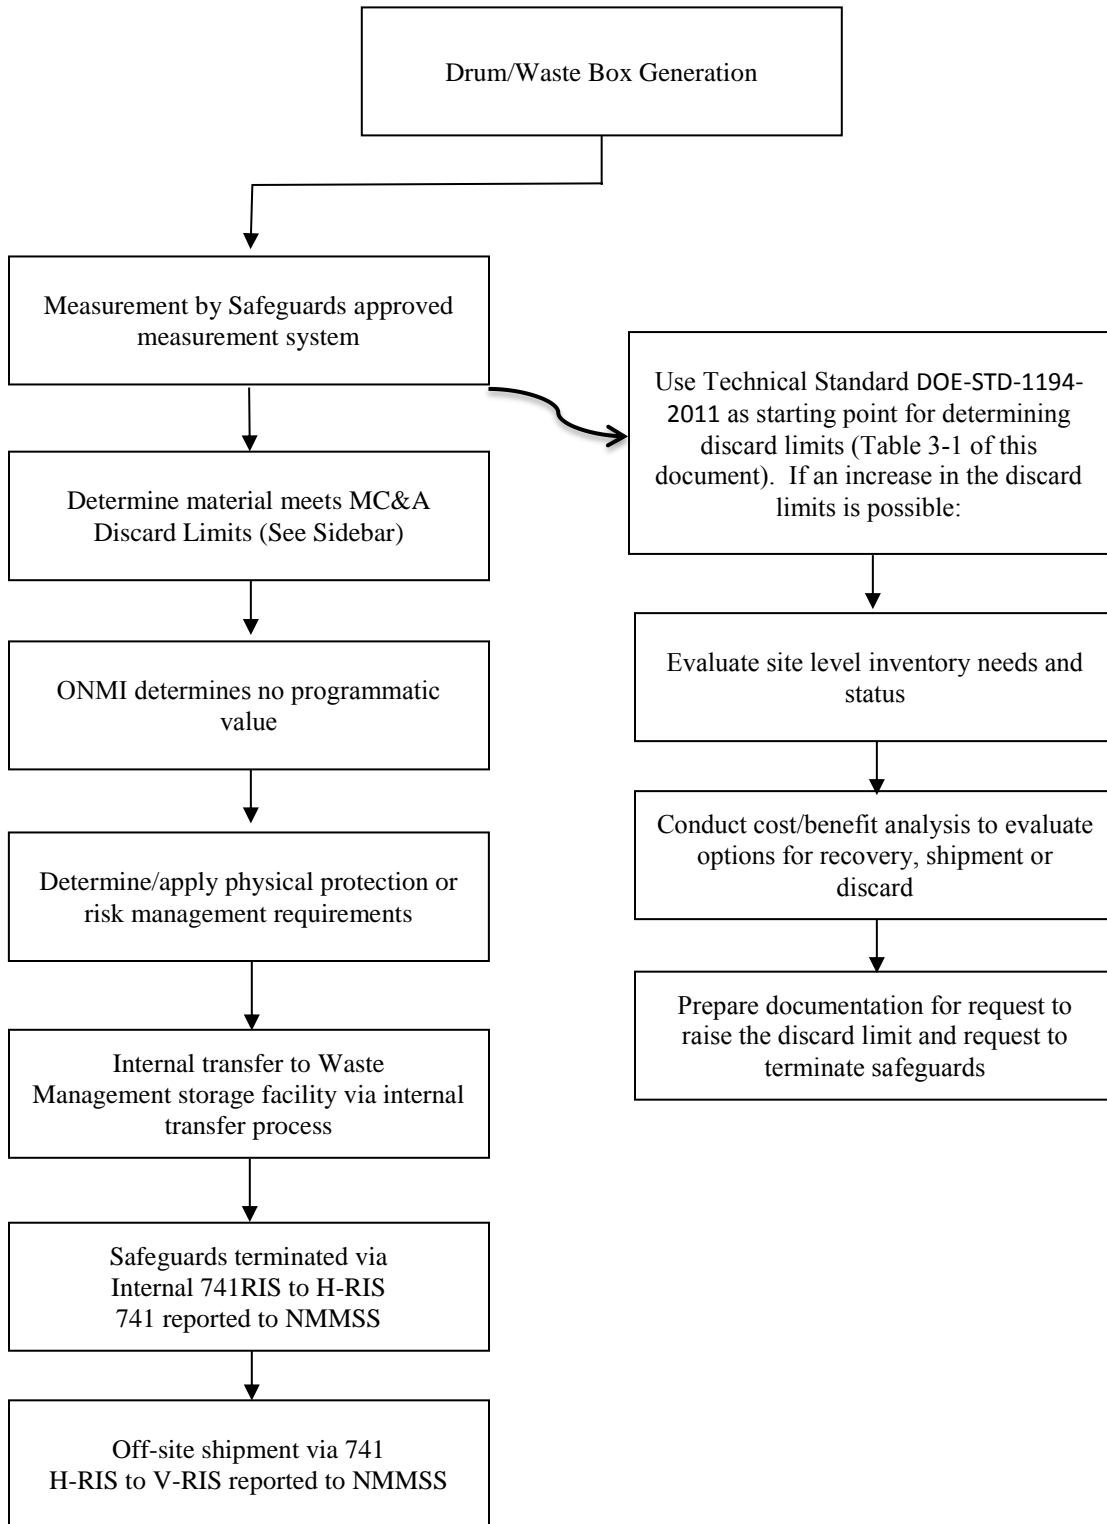 Drum/Waste Box Generation
Measurement by Safeguards approved
measurement system
Determine material meets MC&A
Discard Limits (See Sidebar)
ONMI determines no programmatic
value
Determine/apply physical protection or
risk management requirements
Internal transfer to Waste
Management storage facility via internal
transfer process
Safeguards terminated via
Internal 741RIS to H-RIS
741 reported to NMMSS
Off-site shipment via 741
H-RIS to V-RIS reported to NMMSS
Use Technical Standard DOE-STD-1194-
2011 as starting point for determining
discard limits (Table 3-1 of this
document).  If an increase in the discard
limits is possible:
Evaluate site level inventory needs and
status
Conduct cost/benefit analysis to evaluate
options for recovery, shipment or
discard
Prepare documentation for request to
raise the discard limit and request to
terminate safeguards